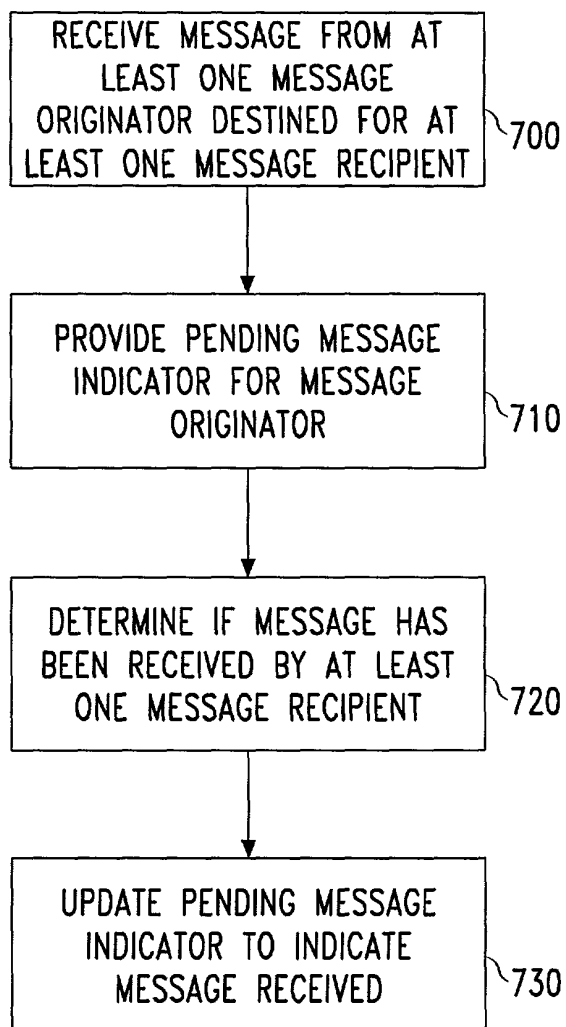 RECEIVE MESSAGE FROM AT
LEAST ONE MESSAGE
ORIGINATOR DESTINED FOR AT
LEAST ONE MESSAGE RECIPIENT
700
PROVIDE PENDING MESSAGE
INDICATOR FOR MESSAGE
ORIGINATOR
710
DETERMINE IF MESSAGE HAS
BEEN RECEIVED BY AT LEAST
ONE MESSAGE RECIPIENT
720
UPDATE PENDING MESSAGE
INDICATOR TO INDICATE
MESSAGE RECEIVED
730